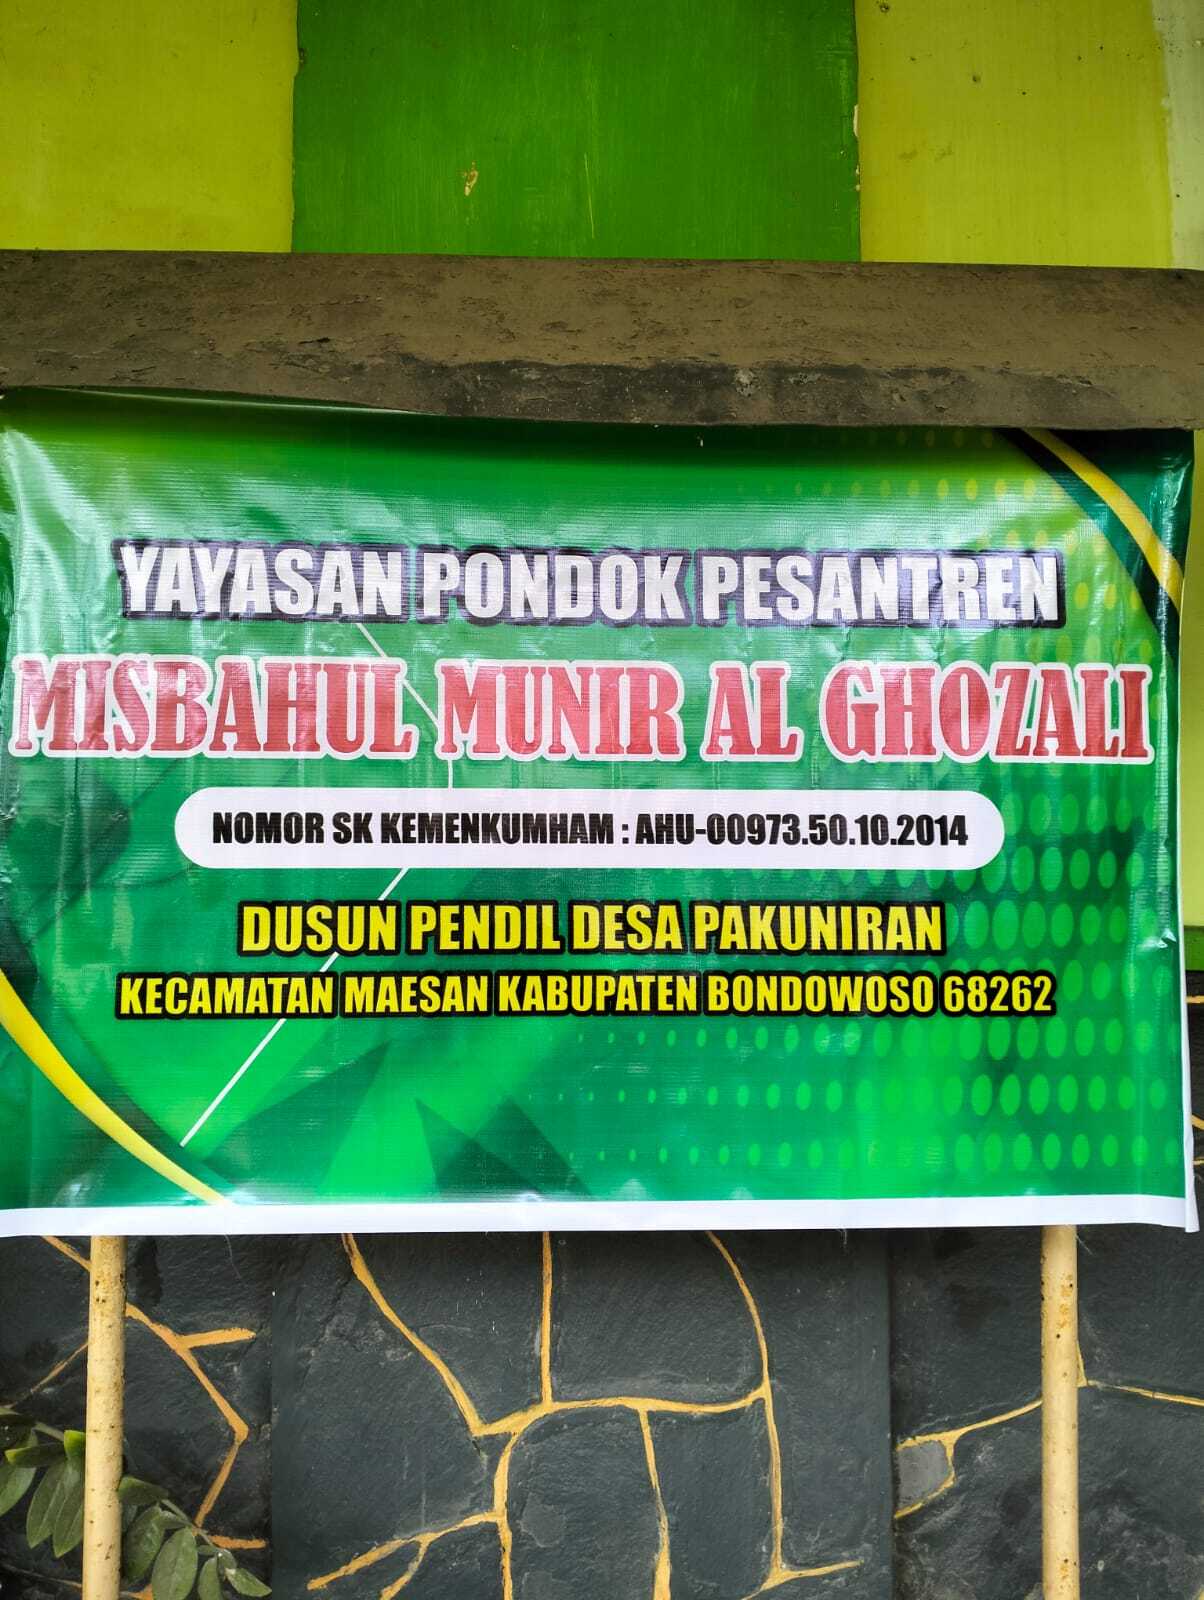 YAYASAN PONDOK PESANTREN
MISBAHUL MUNIR AL GHOZALI
NOMOR SK KEMENKUMHAM : AHU-00973.50.10.2014
DUSUN PENDIL DESA PAKUNIRAN
KECAMATAN MAESAN KABUPATEN BONDOWOSO 68262